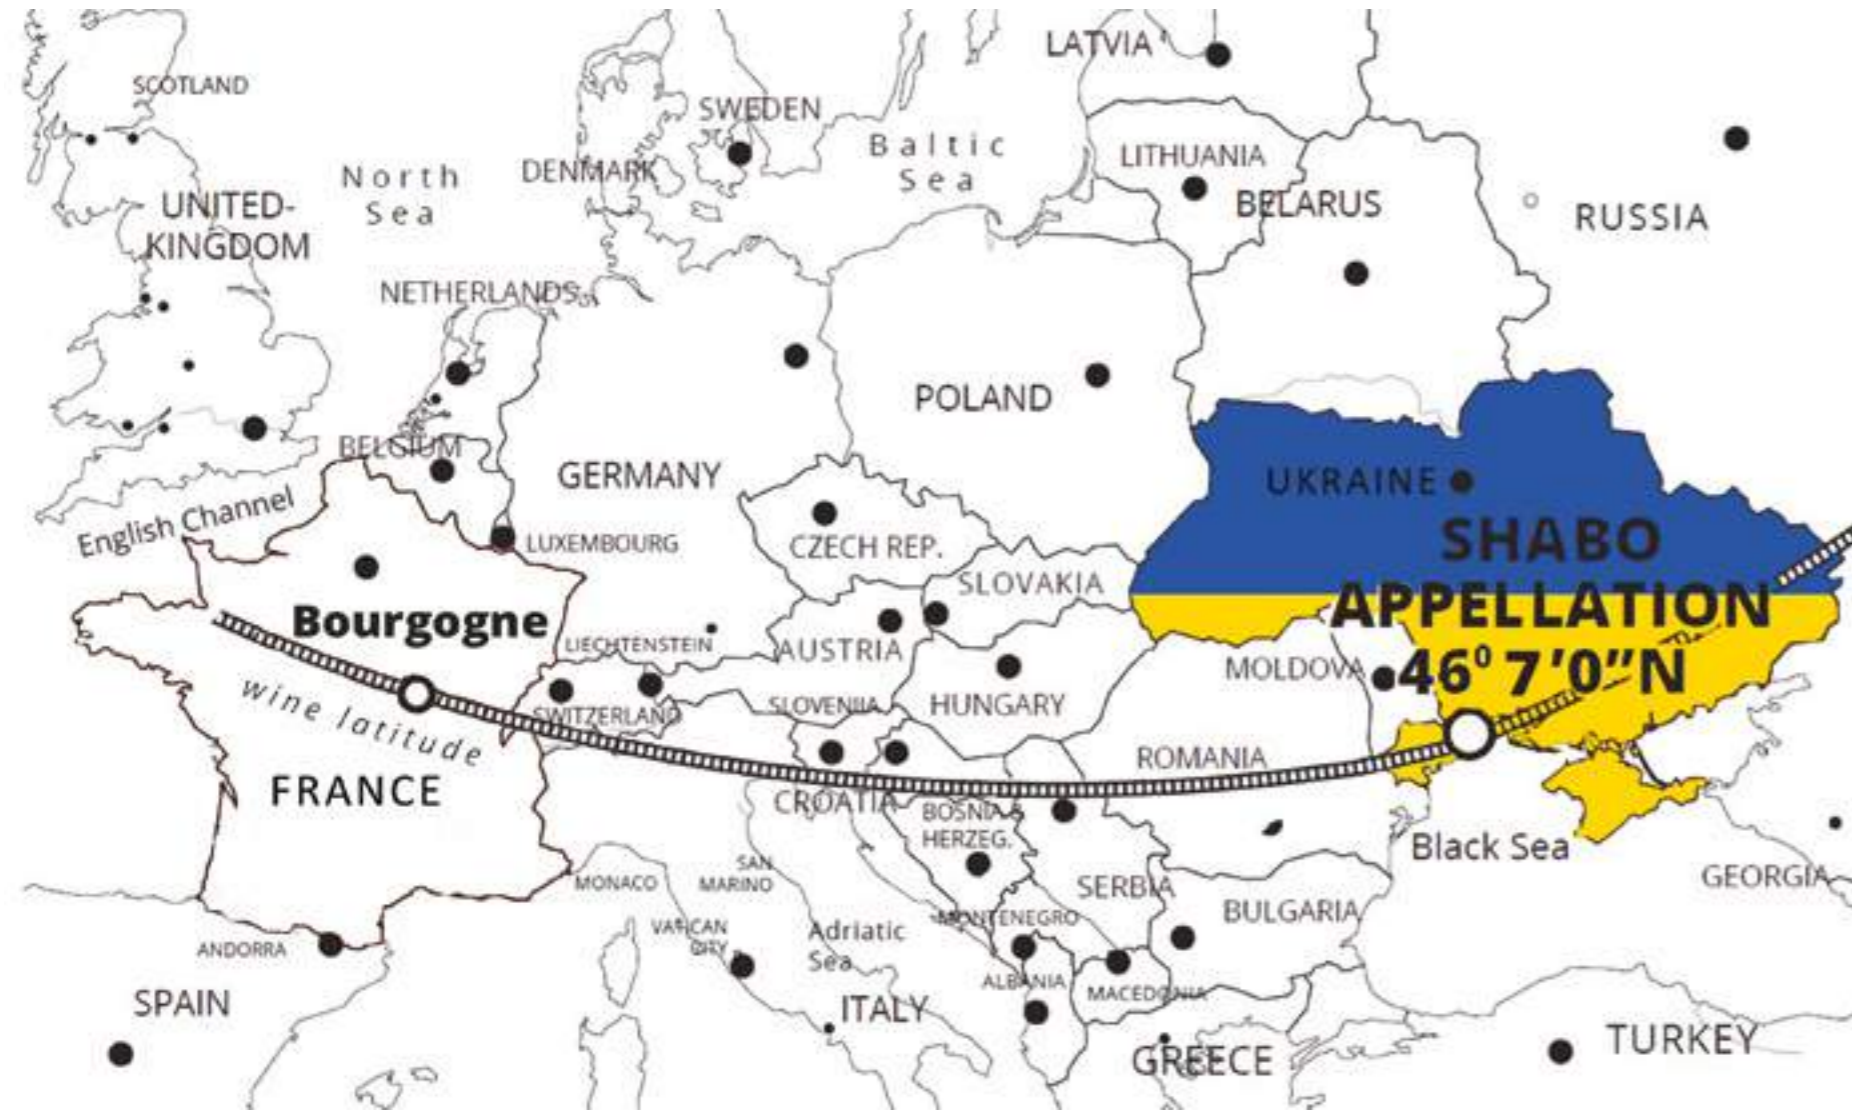 LATVIA
SCOTLAND
SWEDEN
Baltic
Sea
LITHUANIA
DENMARK
North
Sea
UNITED-
KINGDOM
BELARUS
RUSSIA
NETHERLANDS
POLAND
BELGIUM
GERMANY
UKRAINE
English Channel
LUXEMBOURG
CZECH REP.
SHABO
APPELLATION
46⁰ 7′0″N
SLOVAKIA
Bourgogne
LIECHTENSTEIN
AUSTRIA
MOLDOVA
wine latitude
SWITZERLAND
SLOVENIIA
HUNGARY
ROMANIA
FRANCE
CROATIA
BOSNIA &
HERZEG.
Black Sea
SAN
MARINO
MONACO
SERBIA
GEORGIA
BULGARIA
MONTENEGRO
VATICAN
CITY
Adriatic
Sea
ANDORRA
ALBANIA
MACEDONIA
SPAIN
ITALY
GREECE
TURKEY